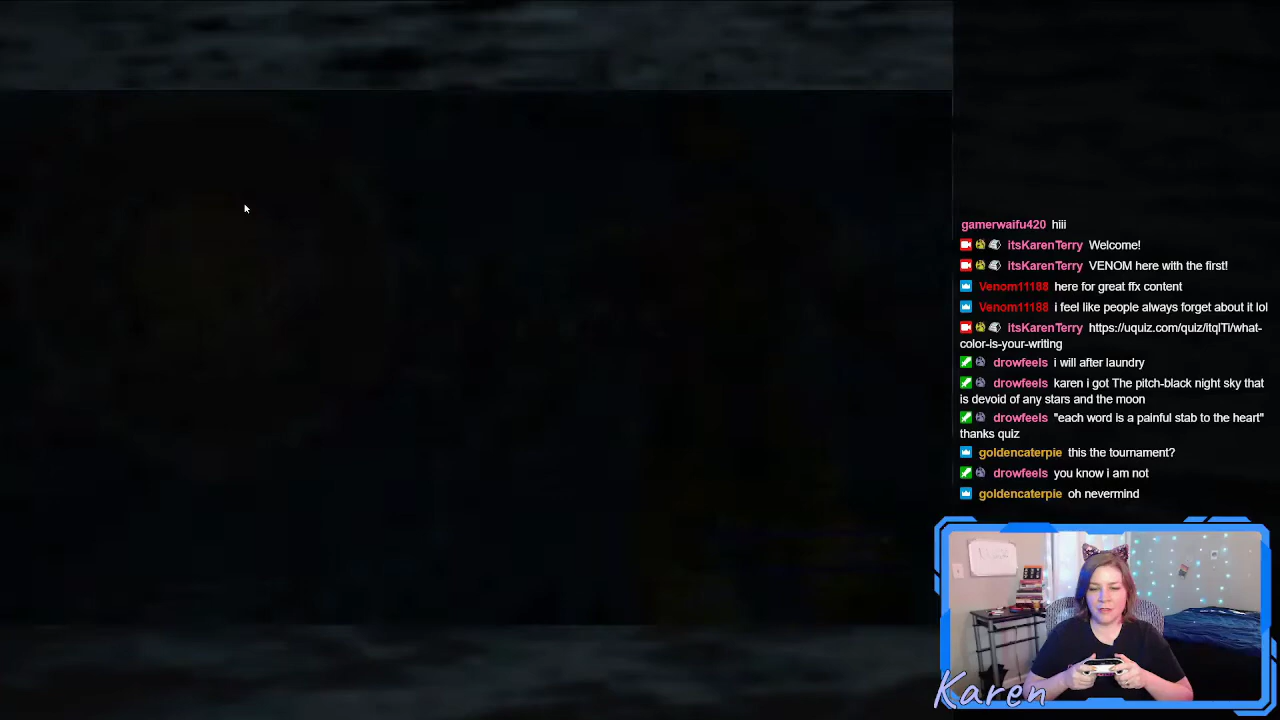 gamerwaifu420 hiii
itsKarenTerry Welcome!
itsKarenTerry VENOM here with the first!
Venom11188 here for great ffx content
Venom11188 i feel like people always forget about it lol
itsKarenTerry https://uquiz.com/quiz/itqlTi/what-
color-is-your-writing
drowfeels i will after laundry
drowfeels karen i got The pitch-black night sky that
is devoid of any stars and the moon
drowfeels "each word is a painful stab to the heart"
thanks quiz
goldencaterpie this the tournament?
drowfeels you know i am not
goldencaterpie oh nevermind
Karen